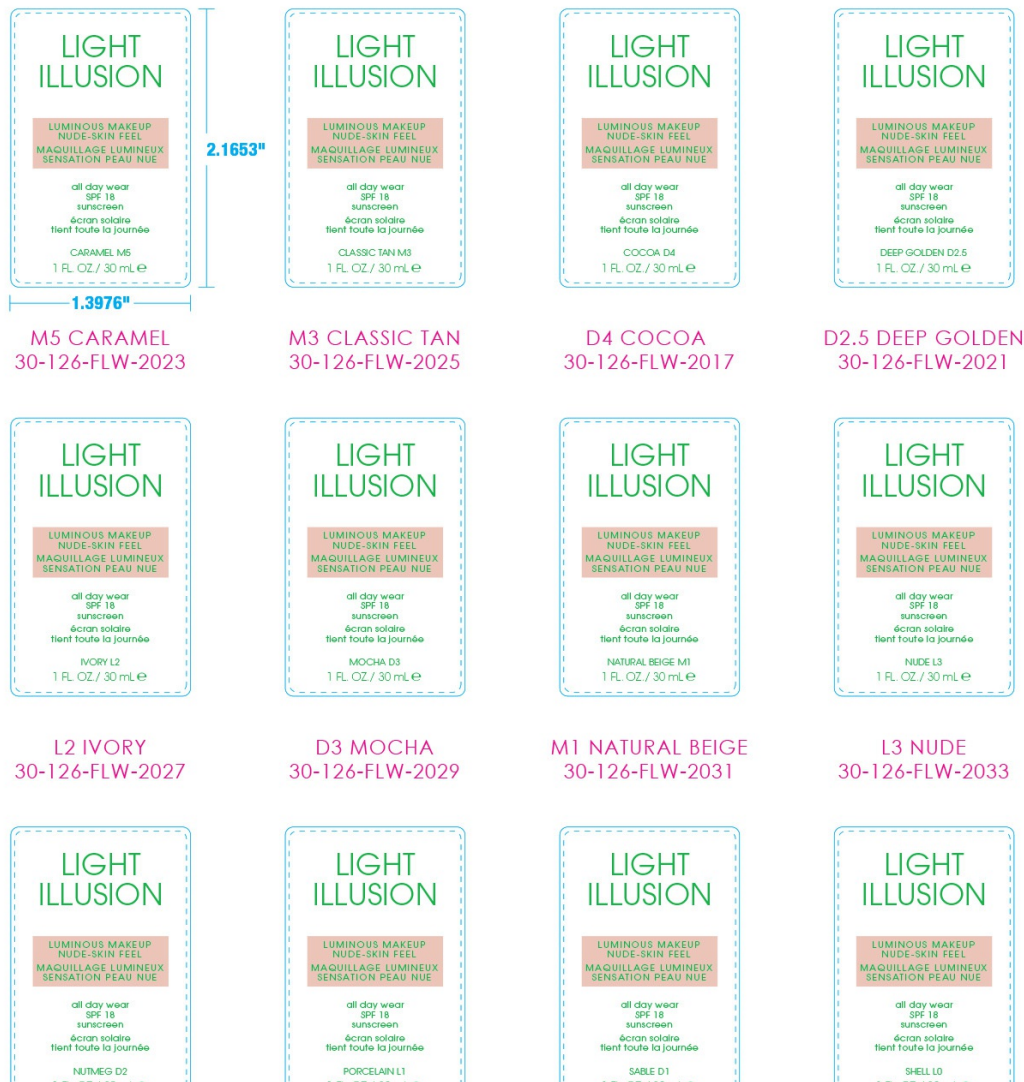 LIGHT
ILLUSION
LUMINOUS MAKEUP
NUDE-SKIN FEEL
MAQUILLAGE LUMINEUX
SENSATION PEAU NUE
all day wear
SPF 18
sunscreen
écran solaire
tient toute la journée
CARAMEL M5
1 FL. OZ./ 30 mL ℮
2.1653"
1.3976"
M5 CARAMEL
30-126-FLW-2023
LIGHT
ILLUSION
LUMINOUS MAKEUP
NUDE-SKIN FEEL
MAQUILLAGE LUMINEUX
SENSATION PEAU NUE
all day wear
SPF 18
sunscreen
écran solaire
tient toute la journée
CLASSIC TAN M3
1 FL. OZ./ 30 mL ℮
M3 CLASSIC TAN
30-126-FLW-2025
LIGHT
ILLUSION
LUMINOUS MAKEUP
NUDE-SKIN FEEL
MAQUILLAGE LUMINEUX
SENSATION PEAU NUE
all day wear
SPF 18
sunscreen
écran solaire
tient toute la journée
COCOA D4
1 FL. OZ./ 30 mL ℮
D4 COCOA
30-126-FLW-2017
LIGHT
ILLUSION
LUMINOUS MAKEUP
NUDE-SKIN FEEL
MAQUILLAGE LUMINEUX
SENSATION PEAU NUE
all day wear
SPF 18
sunscreen
écran solaire
tient toute la journée
DEEP GOLDEN D2.5
1 FL. OZ./ 30 mL ℮
D2.5 DEEP GOLDEN
30-126-FLW-2021
LIGHT
ILLUSION
LUMINOUS MAKEUP
NUDE-SKIN FEEL
MAQUILLAGE LUMINEUX
SENSATION PEAU NUE
all day wear
SPF 18
sunscreen
écran solaire
tient toute la journée
IVORY L2
1 FL. OZ./ 30 mL ℮
L2 IVORY
30-126-FLW-2027
LIGHT
ILLUSION
LUMINOUS MAKEUP
NUDE-SKIN FEEL
MAQUILLAGE LUMINEUX
SENSATION PEAU NUE
all day wear
SPF 18
sunscreen
écran solaire
tient toute la journée
MOCHA D3
1 FL. OZ./ 30 mL ℮
D3 MOCHA
30-126-FLW-2029
LIGHT
ILLUSION
LUMINOUS MAKEUP
NUDE-SKIN FEEL
MAQUILLAGE LUMINEUX
SENSATION PEAU NUE
all day wear
SPF 18
sunscreen
écran solaire
tient toute la journée
NATURAL BEIGE M1
1 FL. OZ./ 30 mL ℮
M1 NATURAL BEIGE
30-126-FLW-2031
LIGHT
ILLUSION
LUMINOUS MAKEUP
NUDE-SKIN FEEL
MAQUILLAGE LUMINEUX
SENSATION PEAU NUE
all day wear
SPF 18
sunscreen
écran solaire
tient toute la journée
NUDE L3
1 FL. OZ./ 30 mL ℮
L3 NUDE
30-126-FLW-2033
LIGHT
ILLUSION
LUMINOUS MAKEUP
NUDE-SKIN FEEL
MAQUILLAGE LUMINEUX
SENSATION PEAU NUE
all day wear
SPF 18
sunscreen
écran solaire
tient toute la journée
NUTMEG D2
LIGHT
ILLUSION
LUMINOUS MAKEUP
NUDE-SKIN FEEL
MAQUILLAGE LUMINEUX
SENSATION PEAU NUE
all day wear
SPF 18
sunscreen
écran solaire
tient toute la journée
PORCELAIN L1
LIGHT
ILLUSION
LUMINOUS MAKEUP
NUDE-SKIN FEEL
MAQUILLAGE LUMINEUX
SENSATION PEAU NUE
all day wear
SPF 18
sunscreen
écran solaire
tient toute la journée
SABLE D1
LIGHT
ILLUSION
LUMINOUS MAKEUP
NUDE-SKIN FEEL
MAQUILLAGE LUMINEUX
SENSATION PEAU NUE
all day wear
SPF 18
sunscreen
écran solaire
tient toute la journée
SHELL L0